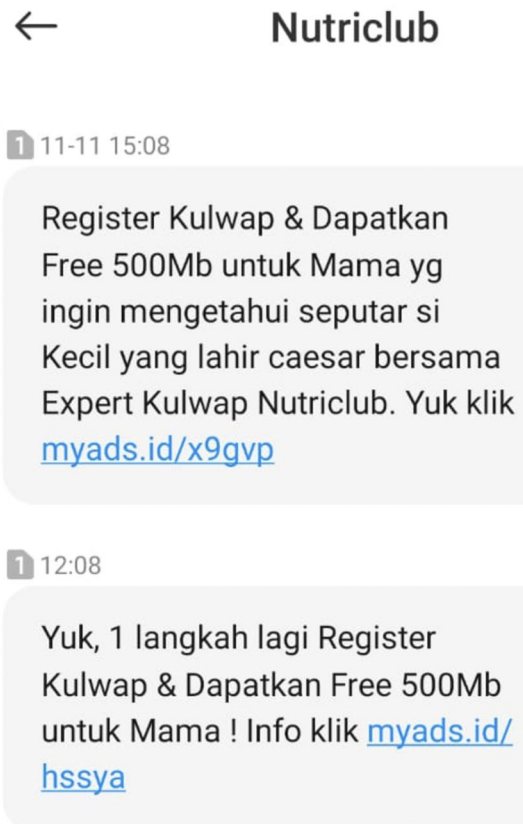 Nutriclub
1 11-11 15:08
Register Kulwap & Dapatkan
Free 500Mb untuk Mama yg
ingin mengetahui seputar si
Kecil yang lahir caesar bersama
Expert Kulwap Nutriclub. Yuk klik
myads.id/x9gvp
1 12:08
Yuk, 1 langkah lagi Register
Kulwap & Dapatkan Free 500Mb
untuk Mama ! Info klik myads.id/
hssya